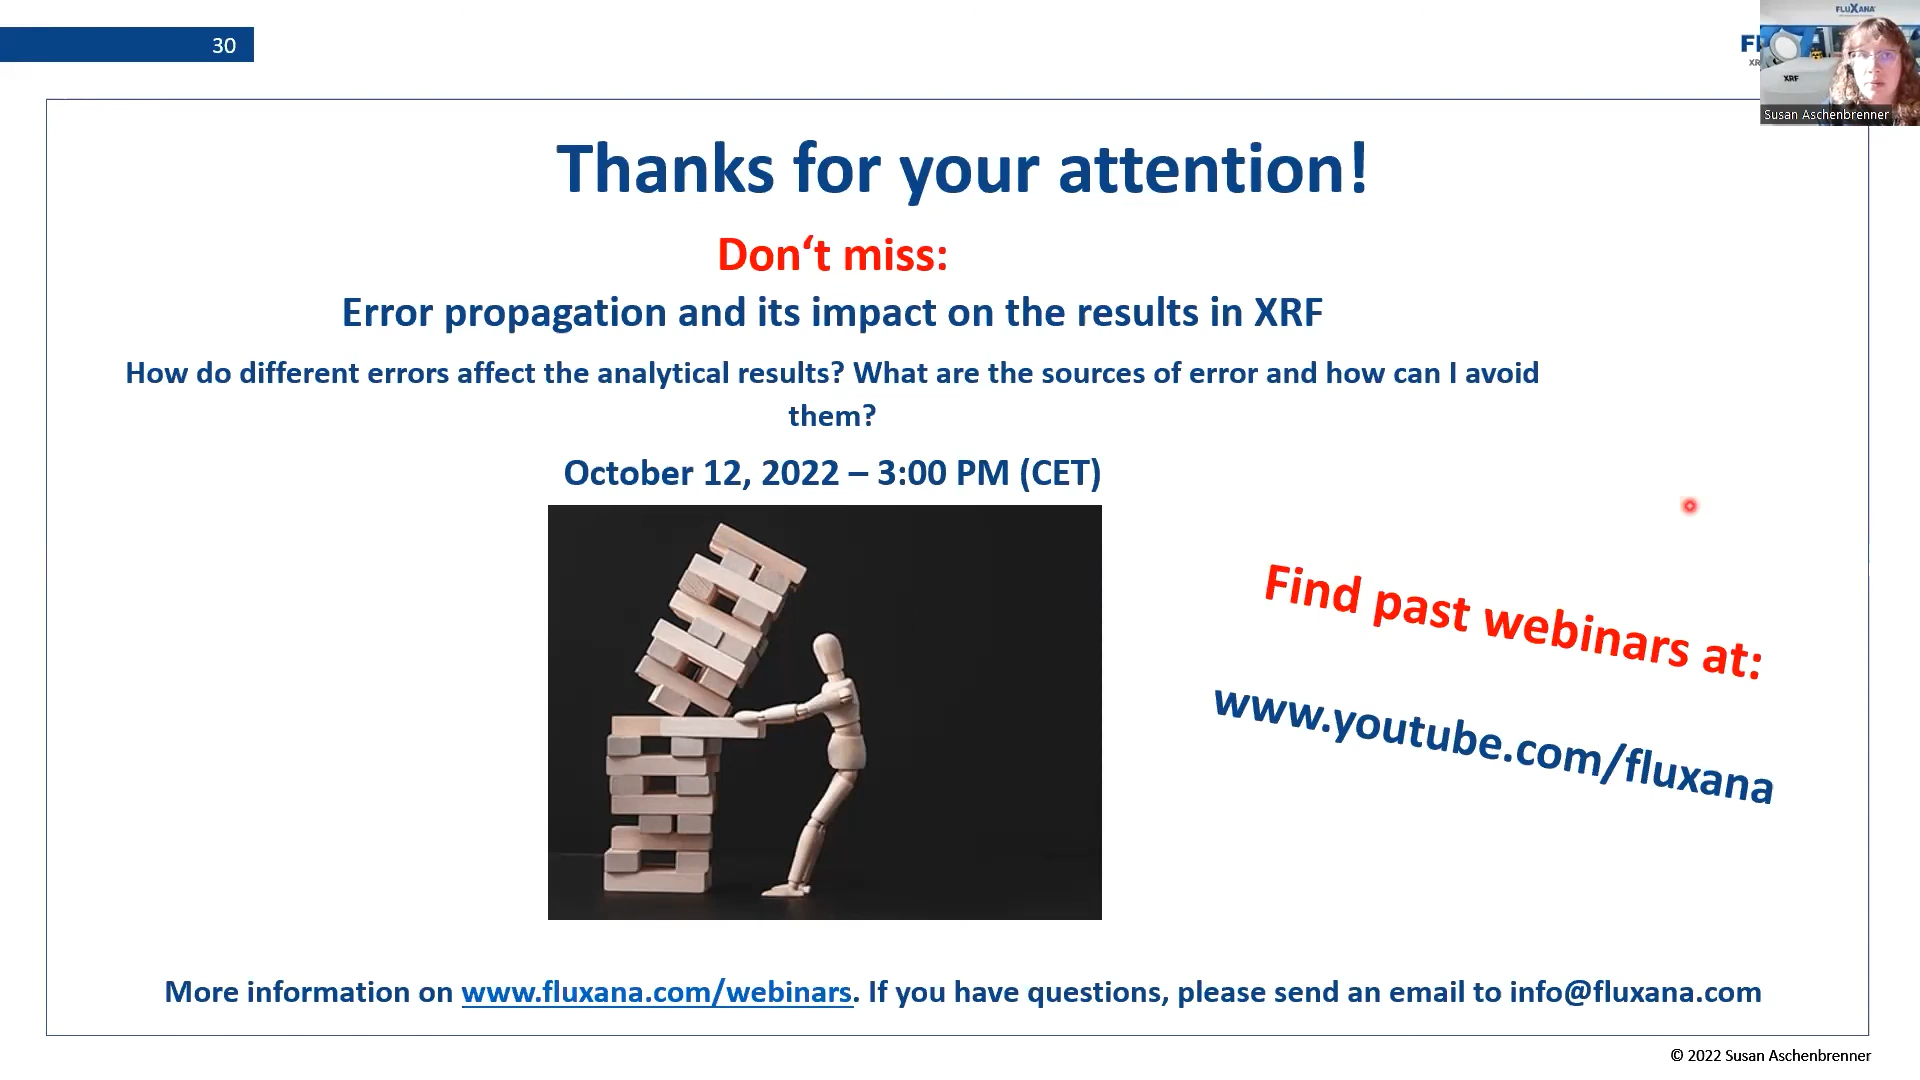 30
FLUXANA
XRF
Susan Aschenbrenner
Thanks for your attention!
Don‘t miss:
Error propagation and its impact on the results in XRF
How do different errors affect the analytical results? What are the sources of error and how can I avoid
them?
October 12, 2022 – 3:00 PM (CET)
Find past webinars at:
www.youtube.com/fluxana
More information on www.fluxana.com/webinars. If you have questions, please send an email to info@fluxana.com
© 2022 Susan Aschenbrenner